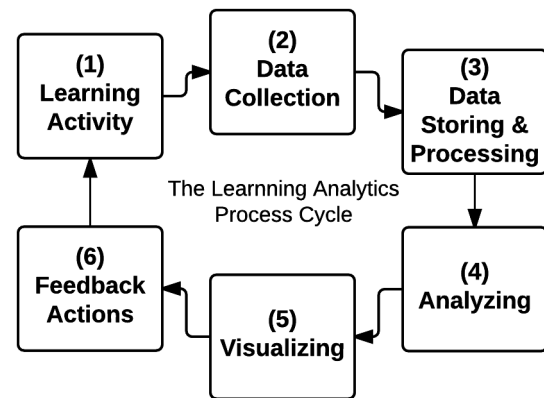 (1)
Learning
Activity
(2)
Data
Collection
(3)
Data
Storing &
Processing
The Learnning Analytics
Process Cycle
(4)
Analyzing
(5)
Visualizing
(6)
Feedback
Actions